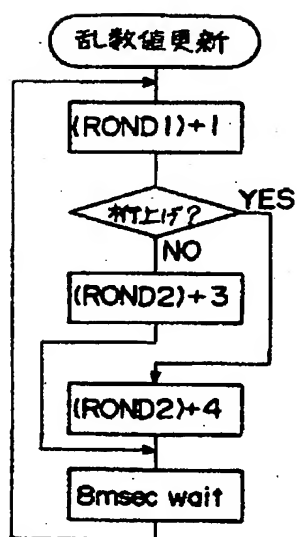 乱数値更新
(ROND1)+1
桁上げ?
YES
NO
(ROND2)+3
(ROND2)+4
8msec wait